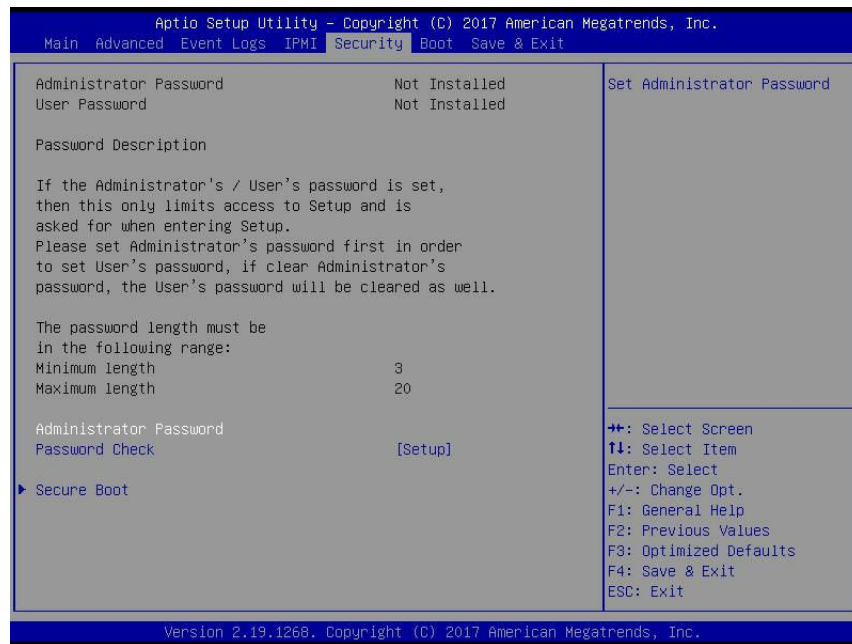 Aptio Setup Utility – Copyright (C) 2017 American Megatrends, Inc.
Main Advanced Event Logs IPMI Security Boot Save & Exit
Administrator Password Not Installed
User Password Not Installed
Password Description
If the Administrator's / User's password is set,
then this only limits access to Setup and is
asked for when entering Setup.
Please set Administrator's password first in order
to set User's password, if clear Administrator's
password, the User's password will be cleared as well.
The password length must be
in the following range:
Minimum length 3
Maximum length 20
Administrator Password
Password Check [Setup]
Secure Boot
Set Administrator Password
→←: Select Screen
↑↓: Select Item
Enter: Select
+/-: Change Opt.
F1: General Help
F2: Previous Values
F3: Optimized Defaults
F4: Save & Exit
ESC: Exit
Version 2.19.1268. Copyright (C) 2017 American Megatrends, Inc.